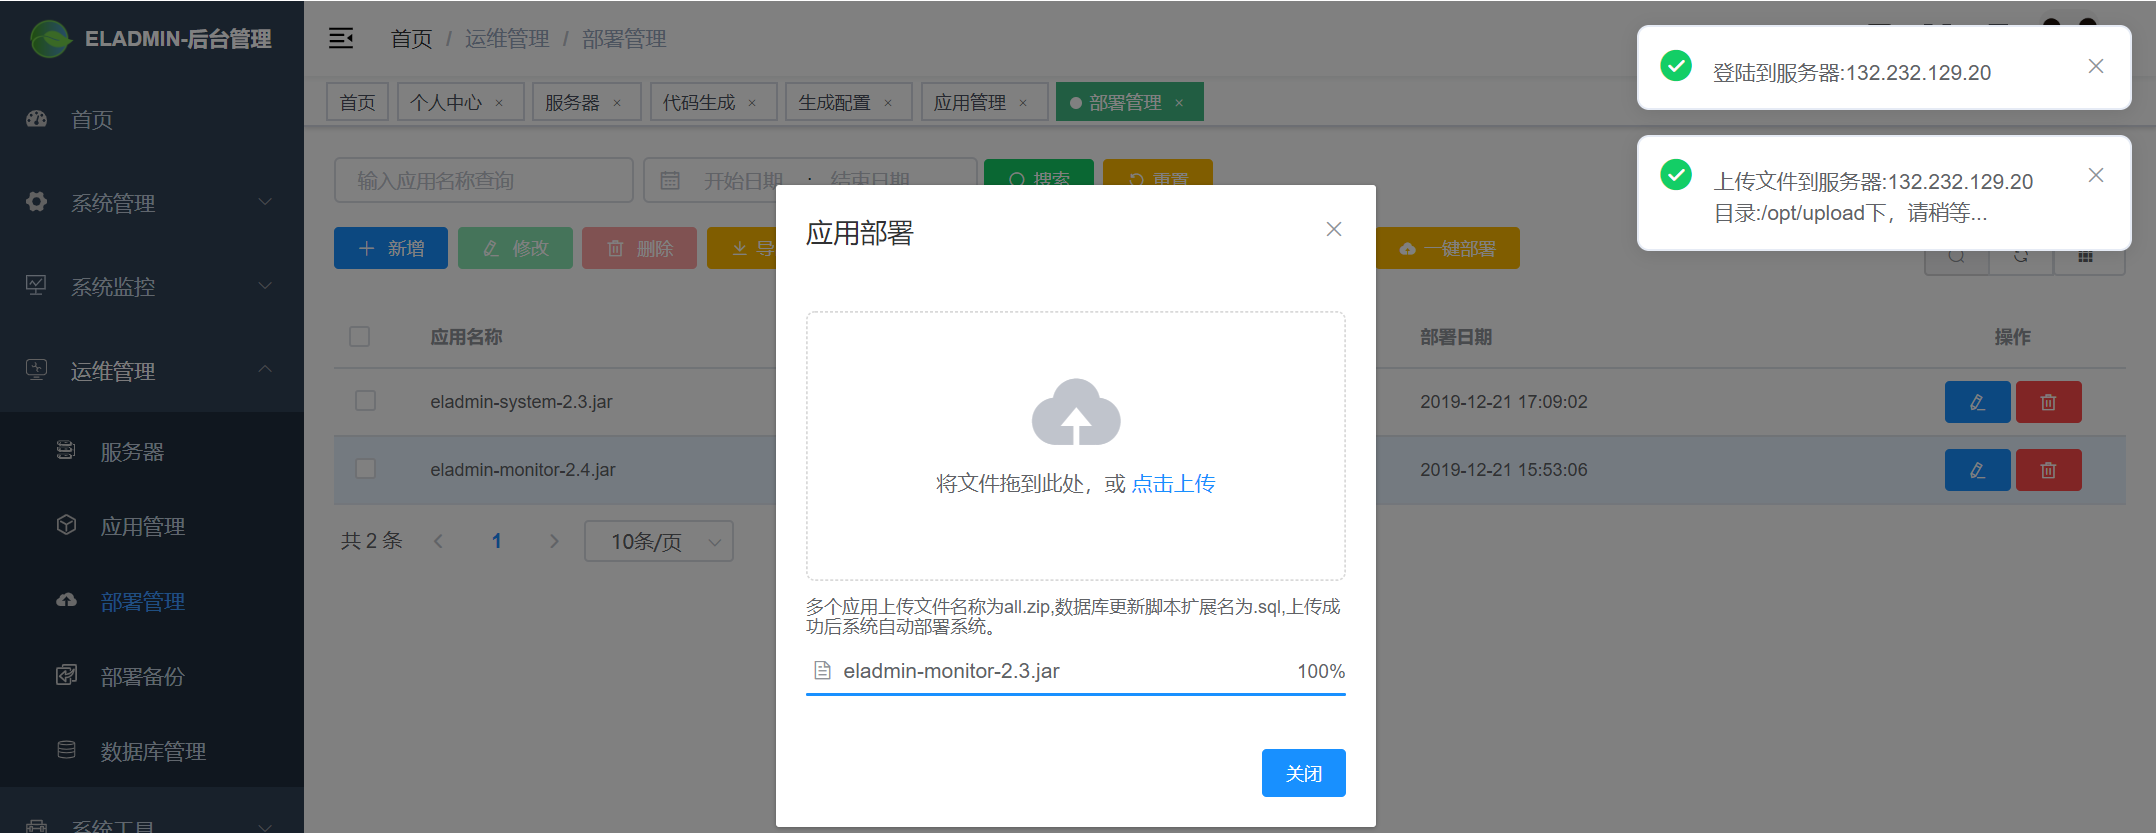 ELADMIN-后台管理
首页 / 运维管理 / 部署管理
首页
个人中心 ×
服务器 ×
代码生成 ×
生成配置 ×
应用管理 ×
部署管理 ×
登陆到服务器:132.232.129.20
上传文件到服务器:132.232.129.20
目录:/opt/upload下，请稍等...
首页
系统管理
系统监控
运维管理
服务器
应用管理
部署管理
部署备份
数据库管理
系统工具
输入应用名称查询
开始日期 : 结束日期
搜索
重置
新增
修改
删除
导
一键部署
应用名称
部署日期
操作
eladmin-system-2.3.jar
2019-12-21 17:09:02
eladmin-monitor-2.4.jar
2019-12-21 15:53:06
共 2 条
1
10条/页
应用部署
将文件拖到此处，或 点击上传
多个应用上传文件名称为all.zip,数据库更新脚本扩展名为.sql,上传成
功后系统自动部署系统。
eladmin-monitor-2.3.jar
100%
关闭